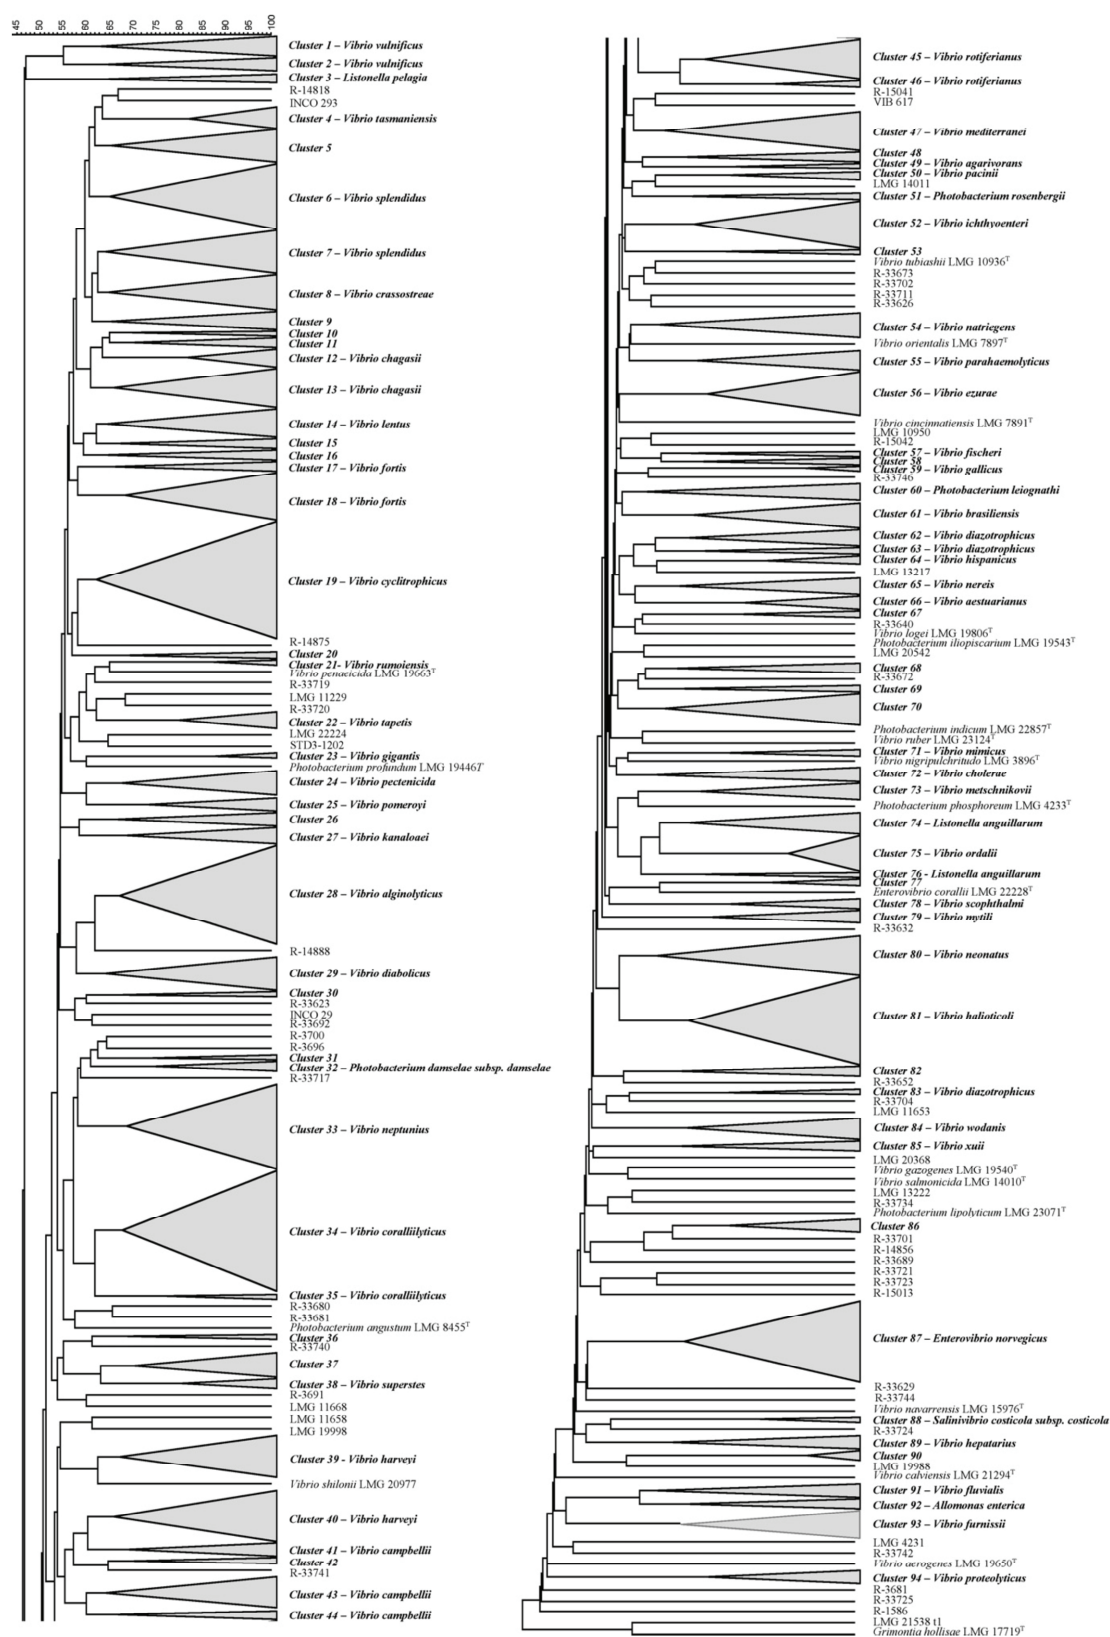 45 50 55 60 65 70 75 80 85 90 95 100
Cluster 1 – Vibrio vulnificus
Cluster 2 – Vibrio vulnificus
Cluster 3 – Listonella pelagia
R-14818
INCO 293
Cluster 4 – Vibrio tasmaniensis
Cluster 5
Cluster 6 – Vibrio splendidus
Cluster 7 – Vibrio splendidus
Cluster 8 – Vibrio crassostreae
Cluster 9
Cluster 10
Cluster 11
Cluster 12 – Vibrio chagasii
Cluster 13 – Vibrio chagasii
Cluster 14 – Vibrio lentus
Cluster 15
Cluster 16
Cluster 17 – Vibrio fortis
Cluster 18 – Vibrio fortis
Cluster 19 – Vibrio cyclitrophicus
R-14875
Cluster 20
Cluster 21- Vibrio rumoiensis
Vibrio penaeicida LMG 19663T
R-33719
LMG 11229
R-33720
Cluster 22 – Vibrio tapetis
LMG 22224
STD3-1202
Cluster 23 – Vibrio gigantis
Photobacterium profundum LMG 19446T
Cluster 24 – Vibrio pectenicida
Cluster 25 – Vibrio pomeroyi
Cluster 26
Cluster 27 – Vibrio kanaloaei
Cluster 28 – Vibrio alginolyticus
R-14888
Cluster 29 – Vibrio diabolicus
Cluster 30
R-33623
INCO 29
R-33692
R-3700
R-3696
Cluster 31
Cluster 32 – Photobacterium damselae subsp. damselae
R-33717
Cluster 33 – Vibrio neptunius
Cluster 34 – Vibrio coralliilyticus
Cluster 35 – Vibrio coralliilyticus
R-33680
R-33681
Photobacterium angustum LMG 8455T
Cluster 36
R-33740
Cluster 37
Cluster 38 – Vibrio superstes
R-3691
LMG 11668
LMG 11658
LMG 19998
Cluster 39 - Vibrio harveyi
Vibrio shilonii LMG 20977
Cluster 40 – Vibrio harveyi
Cluster 41 – Vibrio campbellii
Cluster 42
R-33741
Cluster 43 – Vibrio campbellii
Cluster 44 – Vibrio campbellii
Cluster 45 – Vibrio rotiferianus
Cluster 46 – Vibrio rotiferianus
R-15041
VIB 617
Cluster 47 – Vibrio mediterranei
Cluster 48
Cluster 49 – Vibrio agarivorans
Cluster 50 – Vibrio pacinii
LMG 14011
Cluster 51 – Photobacterium rosenbergii
Cluster 52 – Vibrio ichthyoenteri
Cluster 53
Vibrio tubiashii LMG 10936T
R-33673
R-33702
R-33711
R-33626
Cluster 54 – Vibrio natriegens
Vibrio orientalis LMG 7897T
Cluster 55 – Vibrio parahaemolyticus
Cluster 56 – Vibrio ezurae
Vibrio cincinnatiensis LMG 7891T
LMG 10950
R-15042
Cluster 57 – Vibrio fischeri
Cluster 58
Cluster 59 – Vibrio gallicus
R-33746
Cluster 60 – Photobacterium leiognathi
Cluster 61 – Vibrio brasiliensis
Cluster 62 – Vibrio diazotrophicus
Cluster 63 – Vibrio diazotrophicus
Cluster 64 – Vibrio hispanicus
LMG 13217
Cluster 65 – Vibrio nereis
Cluster 66 – Vibrio aestuarianus
Cluster 67
R-33640
Vibrio logei LMG 19806T
Photobacterium iliopiscarium LMG 19543T
LMG 20542
Cluster 68
R-33672
Cluster 69
Cluster 70
Photobacterium indicum LMG 22857T
Vibrio ruber LMG 23124T
Cluster 71 – Vibrio mimicus
Vibrio nigripulchritudo LMG 3896T
Cluster 72 – Vibrio cholerae
Cluster 73 – Vibrio metschnikovii
Photobacterium phosphoreum LMG 4233T
Cluster 74 – Listonella anguillarum
Cluster 75 – Vibrio ordalii
Cluster 76 - Listonella anguillarum
Cluster 77
Enterovibrio corallii LMG 22228T
Cluster 78 – Vibrio scophthalmi
Cluster 79 – Vibrio mytili
R-33632
Cluster 80 – Vibrio neonatus
Cluster 81 – Vibrio halioticoli
Cluster 82
R-33652
Cluster 83 – Vibrio diazotrophicus
R-33704
LMG 11653
Cluster 84 – Vibrio wodanis
Cluster 85 – Vibrio xuii
LMG 20368
Vibrio gazogenes LMG 19540T
Vibrio salmonicida LMG 14010T
LMG 13222
R-33734
Photobacterium lipolyticum LMG 23071T
Cluster 86
R-33701
R-14856
R-33689
R-33721
R-33723
R-15013
Cluster 87 – Enterovibrio norvegicus
R-33629
R-33744
Vibrio navarrensis LMG 15976T
Cluster 88 – Salinivibrio costicola subsp. costicola
R-33724
Cluster 89 – Vibrio hepatarius
Cluster 90
LMG 19988
Vibrio calviensis LMG 21294T
Cluster 91 – Vibrio fluvialis
Cluster 92 – Allomonas enterica
Cluster 93 – Vibrio furnissii
LMG 4231
R-33742
Vibrio aerogenes LMG 19650T
Cluster 94 – Vibrio proteolyticus
R-3681
R-33725
R-1586
LMG 21538 t1
Grimontia hollisae LMG 17719T